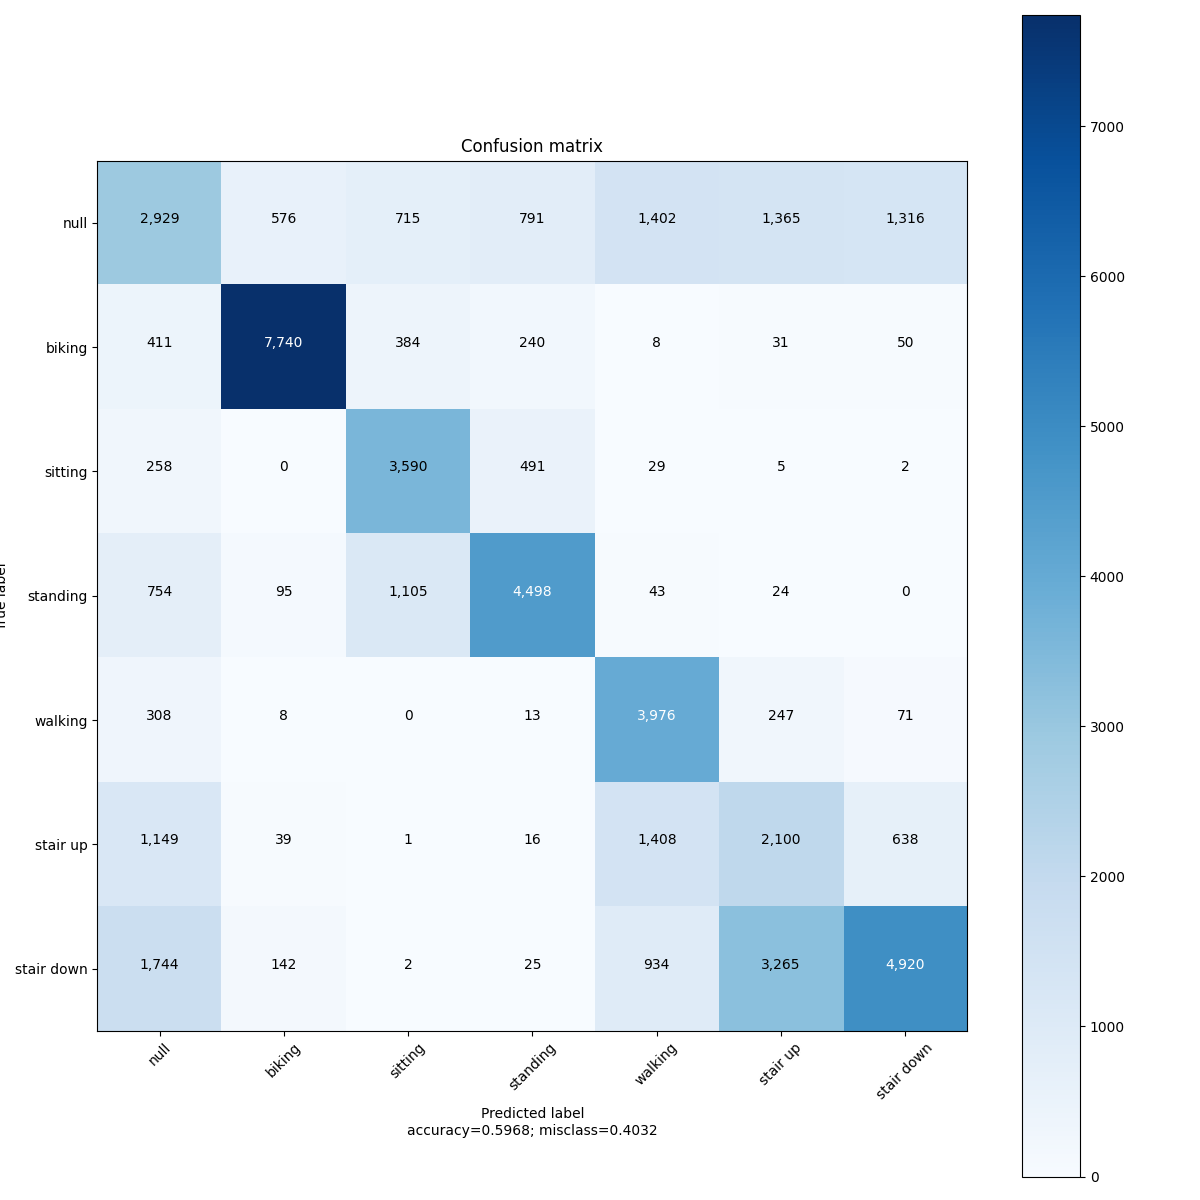 Confusion matrix
null 2,929 576 715 791 1,402 1,365 1,316
biking 411 7,740 384 240 8 31 50
sitting 258 0 3,590 491 29 5 2
standing 754 95 1,105 4,498 43 24 0
walking 308 8 0 13 3,976 247 71
stair up 1,149 39 1 16 1,408 2,100 638
stair down 1,744 142 2 25 934 3,265 4,920
null biking sitting standing walking stair up stair down
Predicted label
accuracy=0.5968; misclass=0.4032
7000
6000
5000
4000
3000
2000
1000
0